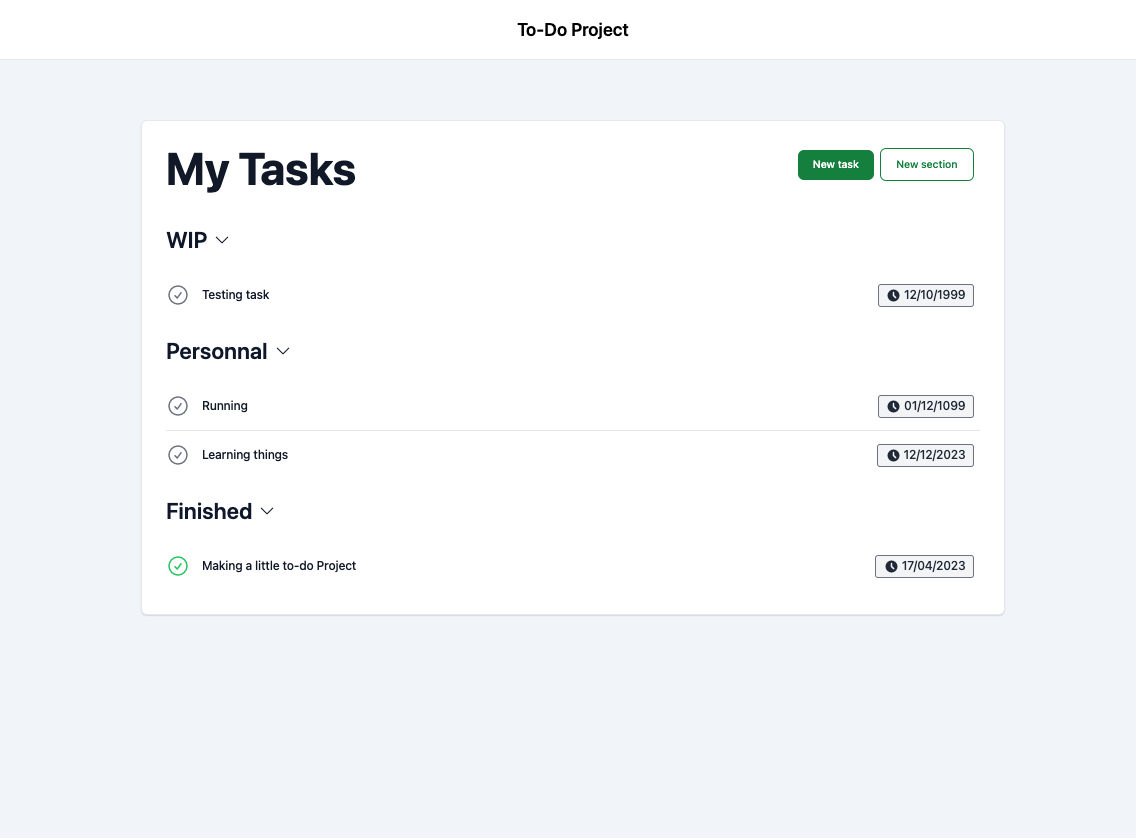 To-Do Project
My Tasks
New task
New section
WIP
Testing task
12/10/1999
Personnal
Running
01/12/1099
Learning things
12/12/2023
Finished
Making a little to-do Project
17/04/2023